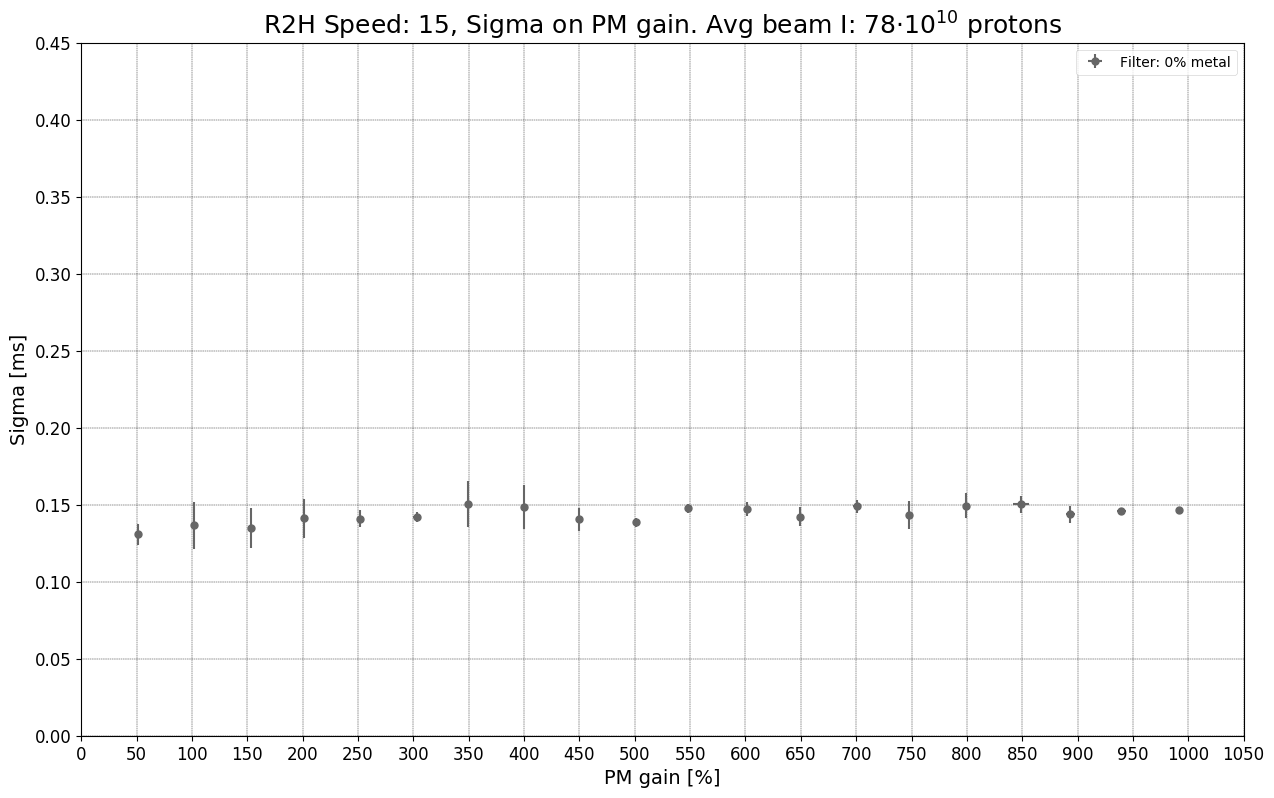 R2H Speed: 15, Sigma on PM gain. Avg beam I: 78·10¹⁰ protons
Filter: 0% metal
0.45
0.40
0.35
0.30
0.25
0.20
0.15
0.10
0.05
0.00
Sigma [ms]
0 50 100 150 200 250 300 350 400 450 500 550 600 650 700 750 800 850 900 950 1000 1050
PM gain [%]